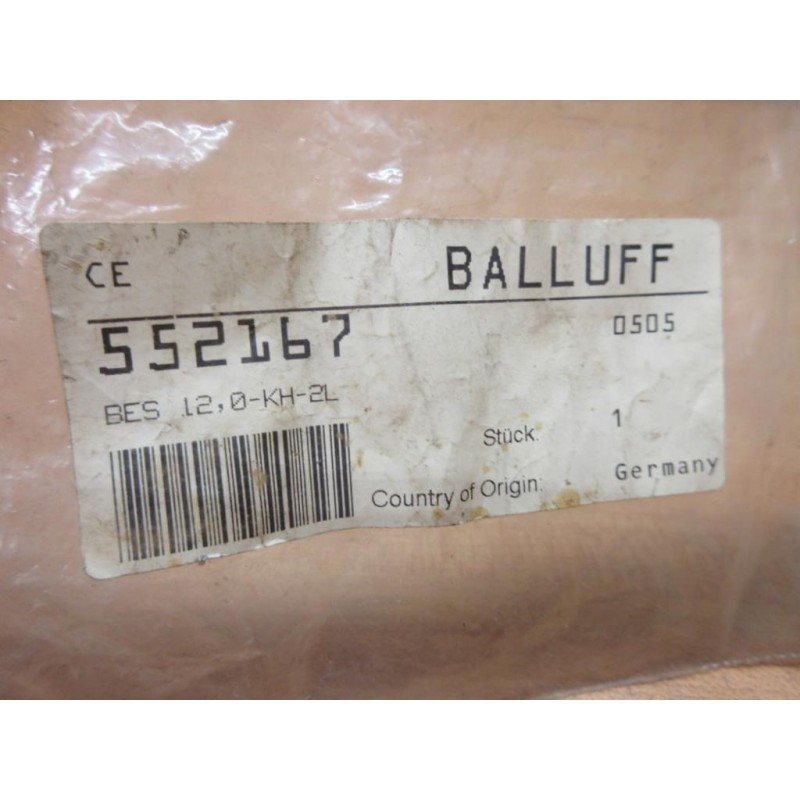 CE BALLUFF
552167 0505
BES 12,0-KH-2L
Stück: 1
Country of Origin: Germany